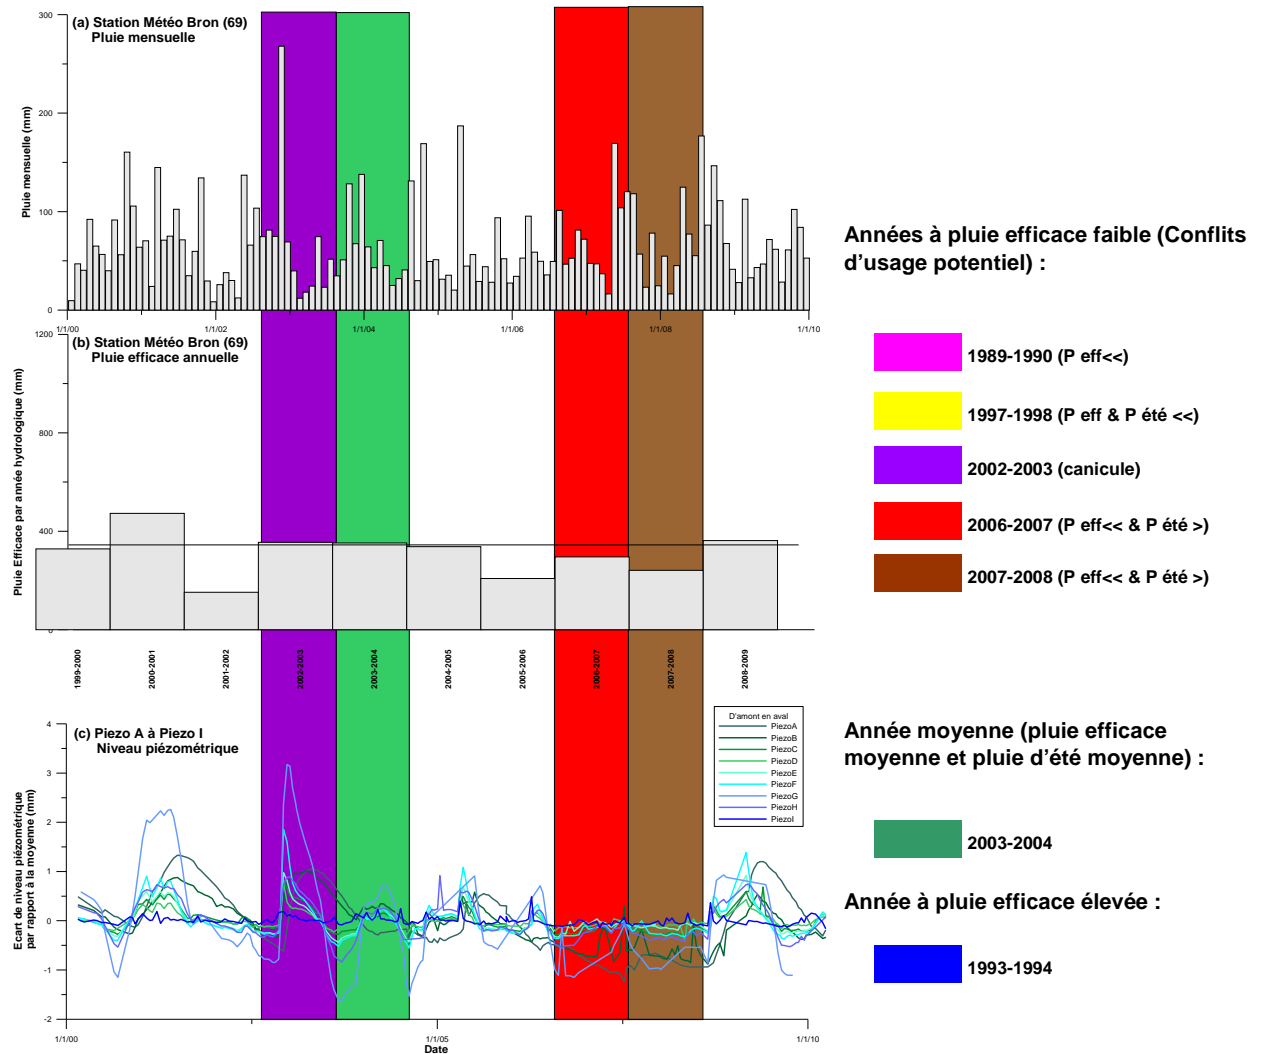 (a) Station Météo Bron (69)
Pluie mensuelle
Pluie mensuelle (mm)
300
200
100
0
1/1/00
1/1/02
1/1/04
1/1/06
1/1/08
1/1/10
(b) Station Météo Bron (69)
Pluie efficace annuelle
Pluie Efficace par année hydrologique (mm)
1200
800
400
0
1999-2000
2000-2001
2001-2002
2002-2003
2003-2004
2004-2005
2005-2006
2006-2007
2007-2008
2008-2009
(c) Piezo A à Piezo I
Niveau piézométrique
Ecart de niveau piézométrique
par rapport à la moyenne (mm)
4
3
2
1
0
-1
-2
D'amont en aval
PiezoA
PiezoB
PiezoC
PiezoD
PiezoE
PiezoF
PiezoG
PiezoH
PiezoI
1/1/00
1/1/05
1/1/10
Date
Années à pluie efficace faible (Conflits
d’usage potentiel) :
1989-1990 (P eff<<)
1997-1998 (P eff & P été <<)
2002-2003 (canicule)
2006-2007 (P eff<< & P été >)
2007-2008 (P eff<< & P été >)
Année moyenne (pluie efficace
moyenne et pluie d’été moyenne) :
2003-2004
Année à pluie efficace élevée :
1993-1994